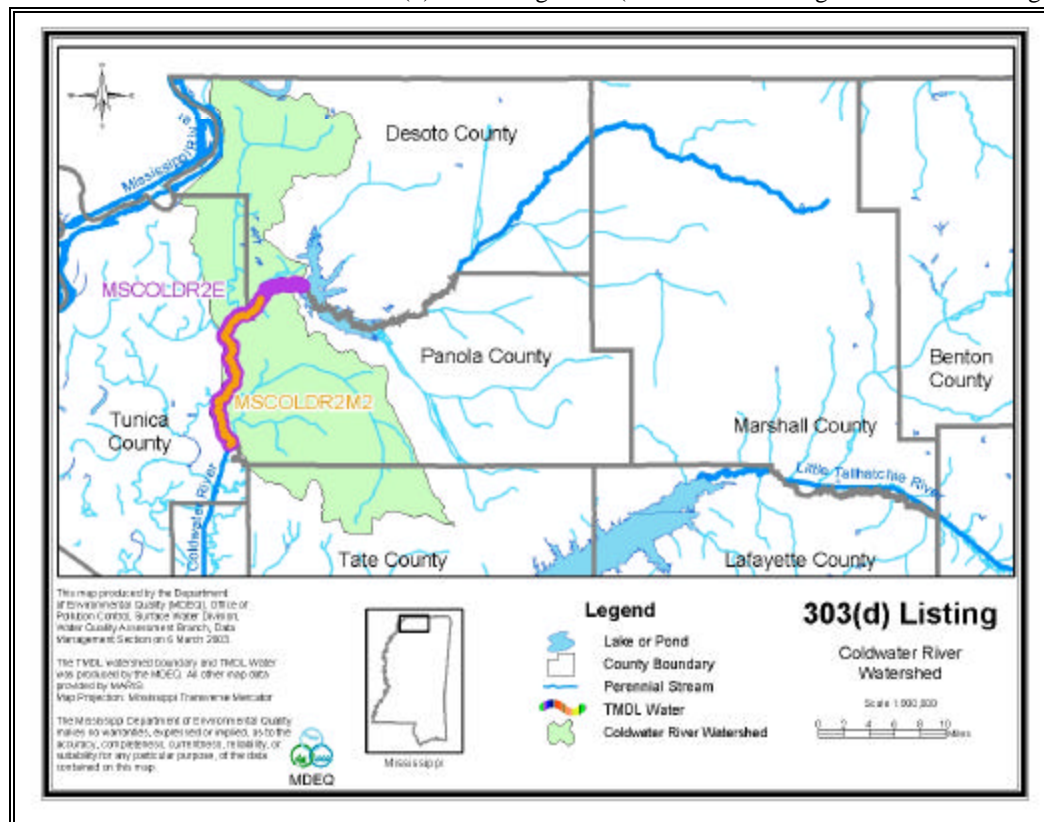 Desoto County
Mississippi Riv
MSCOLDR2E
Panola County
Benton
County
MSCOLDR2M2
Tunica
County
Marshall County
Little Tallhatchie River
Coldwater River
Tate County
Lafayette County
This map produced by the Department
of Environmental Quality (MDEQ), Office of
Pollution Control, Surface Water Division,
Water Quality Assessment Branch, Data
Management Section on 6 March 2003.
The TMDL watershed boundary and TMDL Water
was produced by the MDEQ. All other map data
provided by MARIS.
Map Projection: Mississippi Transverse Mercator
The Mississippi Department of Environmental Quality
makes no warranties, expressed or implied, as to the
accuracy, completeness, currentness, reliability, or
suitability for any particular purpose, of the data
contained on this map.
MDEQ
Mississippi
Legend
Lake or Pond
County Boundary
Perennial Stream
TMDL Water
Coldwater River Watershed
303(d) Listing
Coldwater River
Watershed
0 2 4 6 8 10
Miles